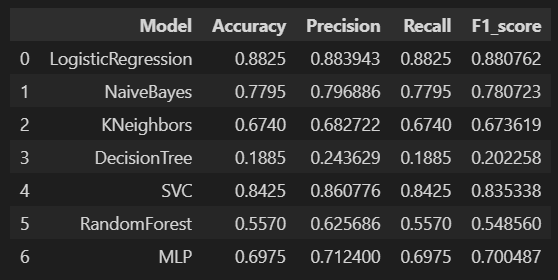 Model Accuracy Precision Recall F1_score
0 LogisticRegression 0.8825 0.883943 0.8825 0.880762
1 NaiveBayes 0.7795 0.796886 0.7795 0.780723
2 KNeighbors 0.6740 0.682722 0.6740 0.673619
3 DecisionTree 0.1885 0.243629 0.1885 0.202258
4 SVC 0.8425 0.860776 0.8425 0.835338
5 RandomForest 0.5570 0.625686 0.5570 0.548560
6 MLP 0.6975 0.712400 0.6975 0.700487